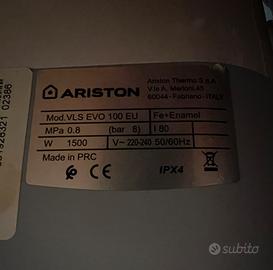 ARISTON
Ariston Thermo S.p.A.
V.le A. Merloni,45
60044 - Fabriano - ITALY
Mod.VLS EVO 100 EU
Fe+Enamel
MPa 0.8 (bar 8) l 80
W 1500 V~ 220-240 50/60Hz
Made in PRC
CE
IPX4
subito